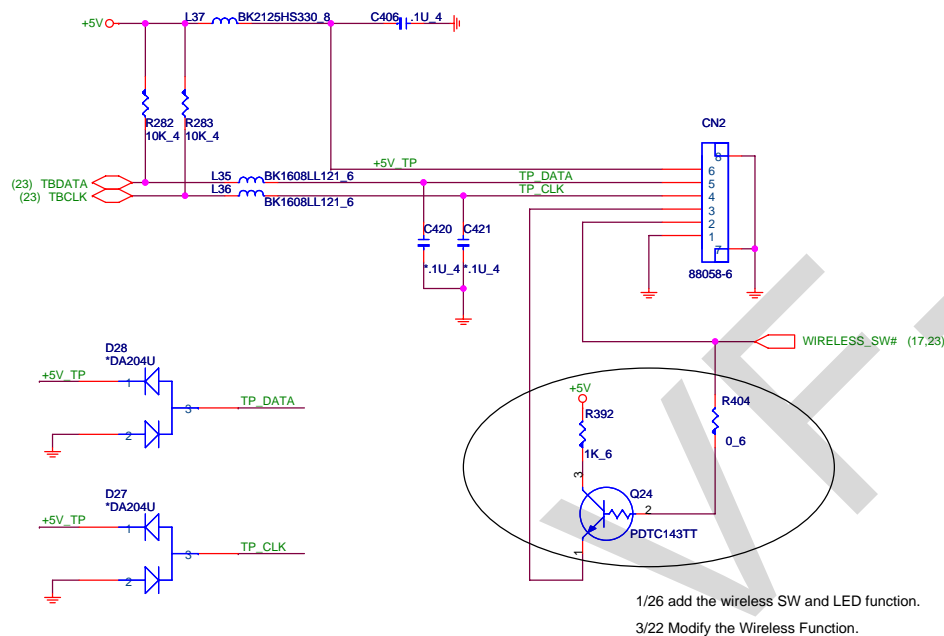 +5V
L37
BK2125HS330_8
C406
.1U_4
R282
10K_4
R283
10K_4
CN2
+5V_TP
(23) TBDATA
L35
BK1608LL121_6
TP_DATA
(23) TBCLK
L36
BK1608LL121_6
TP_CLK
8
6
5
4
3
2
1
7
88058-6
C420
*.1U_4
C421
*.1U_4
WIRELESS_SW# (17,23)
D28
*DA204U
+5V_TP
1
3
TP_DATA
2
+5V
R392
1K_6
R404
0_6
3
Q24
2
PDTC143TT
1
D27
*DA204U
+5V_TP
1
3
TP_CLK
2
1/26 add the wireless SW and LED function.
3/22 Modify the Wireless Function.